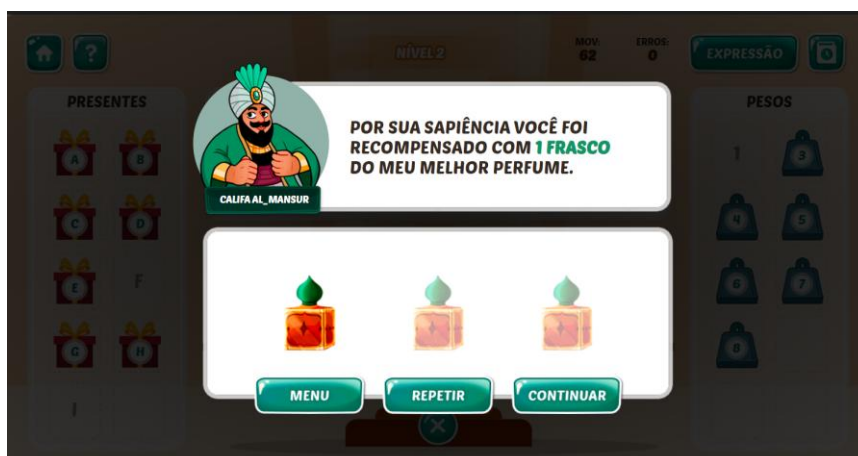 NÍVEL 2
MOV:
62
ERROS:
0
EXPRESSÃO
PRESENTES
A
B
C
D
E
F
G
H
I
POR SUA SAPIÊNCIA VOCÊ FOI
RECOMPENSADO COM 1 FRASCO
DO MEU MELHOR PERFUME.
CALIFA AL_MANSUR
MENU
REPETIR
CONTINUAR
PESOS
1
3
4
5
6
7
8